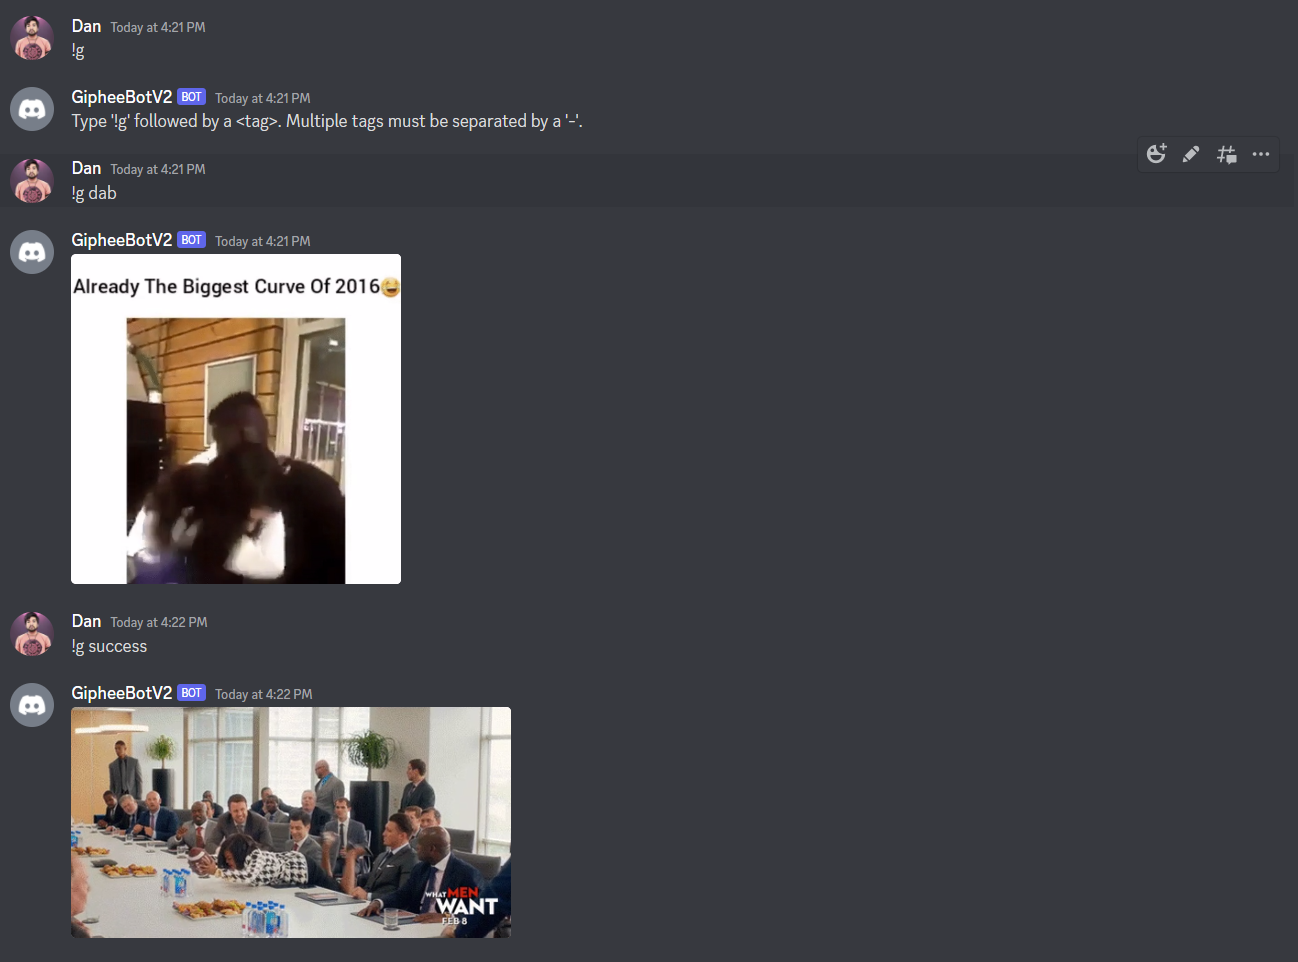 Dan Today at 4:21 PM
!g
GipheeBotV2 BOT Today at 4:21 PM
Type '!g' followed by a <tag>. Multiple tags must be separated by a '-'.
Dan Today at 4:21 PM
!g dab
GipheeBotV2 BOT Today at 4:21 PM
Already The Biggest Curve Of 2016😂
Dan Today at 4:22 PM
!g success
GipheeBotV2 BOT Today at 4:22 PM
WHAT MEN
WANT
FEB 8